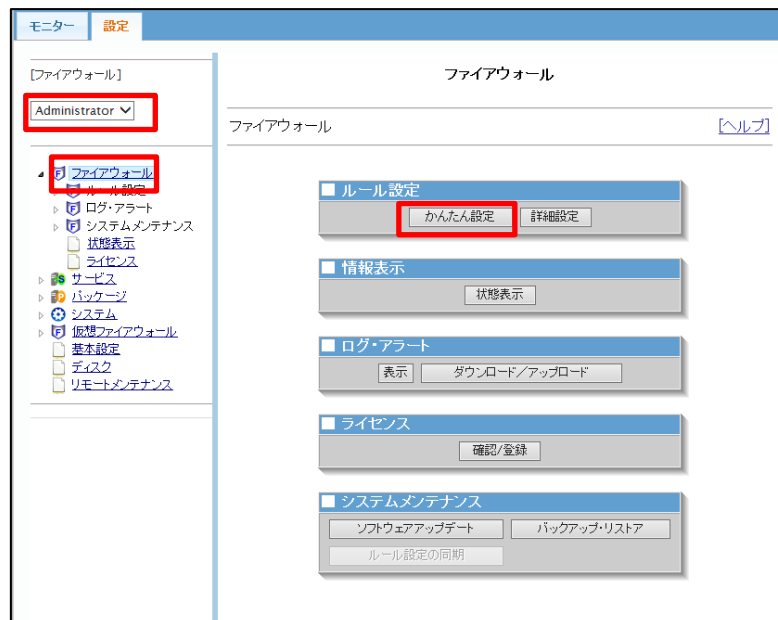 モニター
設定
[ファイアウォール]
Administrator
ファイアウォール
ルール設定
ログ・アラート
システムメンテナンス
状態表示
ライセンス
サービス
パッケージ
システム
仮想ファイアウォール
基本設定
ディスク
リモートメンテナンス
ファイアウォール
ファイアウォール [ヘルプ]
ルール設定
かんたん設定 詳細設定
情報表示
状態表示
ログ・アラート
表示 ダウンロード/アップロード
ライセンス
確認/登録
システムメンテナンス
ソフトウェアアップデート バックアップ・リストア
ルール設定の同期